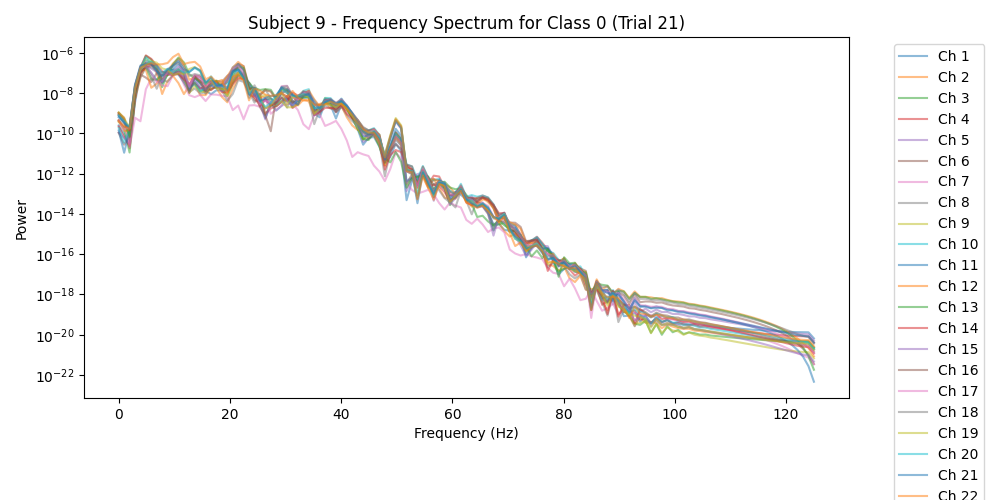 Subject 9 - Frequency Spectrum for Class 0 (Trial 21)
Power
10⁻⁶
10⁻⁸
10⁻¹⁰
10⁻¹²
10⁻¹⁴
10⁻¹⁶
10⁻¹⁸
10⁻²⁰
10⁻²²
0 20 40 60 80 100 120
Frequency (Hz)
Ch 1
Ch 2
Ch 3
Ch 4
Ch 5
Ch 6
Ch 7
Ch 8
Ch 9
Ch 10
Ch 11
Ch 12
Ch 13
Ch 14
Ch 15
Ch 16
Ch 17
Ch 18
Ch 19
Ch 20
Ch 21
Ch 22